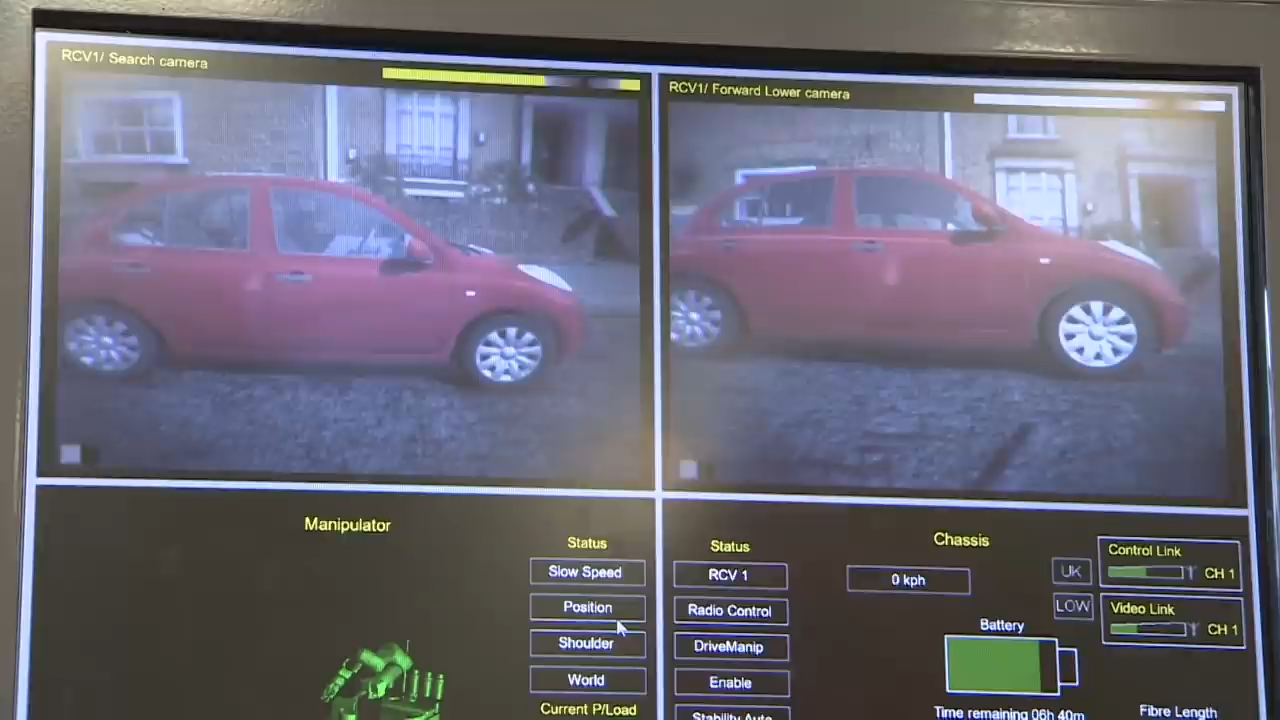 RCV1/ Search camera
RCV1/ Forward Lower camera
Manipulator
Status
Slow Speed
Position
Shoulder
World
Current P/Load
Status
RCV 1
Radio Control
DriveManip
Enable
Stability Auto
Chassis
0 kph
UK
LOW
Control Link
CH 1
Video Link
CH 1
Battery
Time remaining 06h 40m
Fibre Length